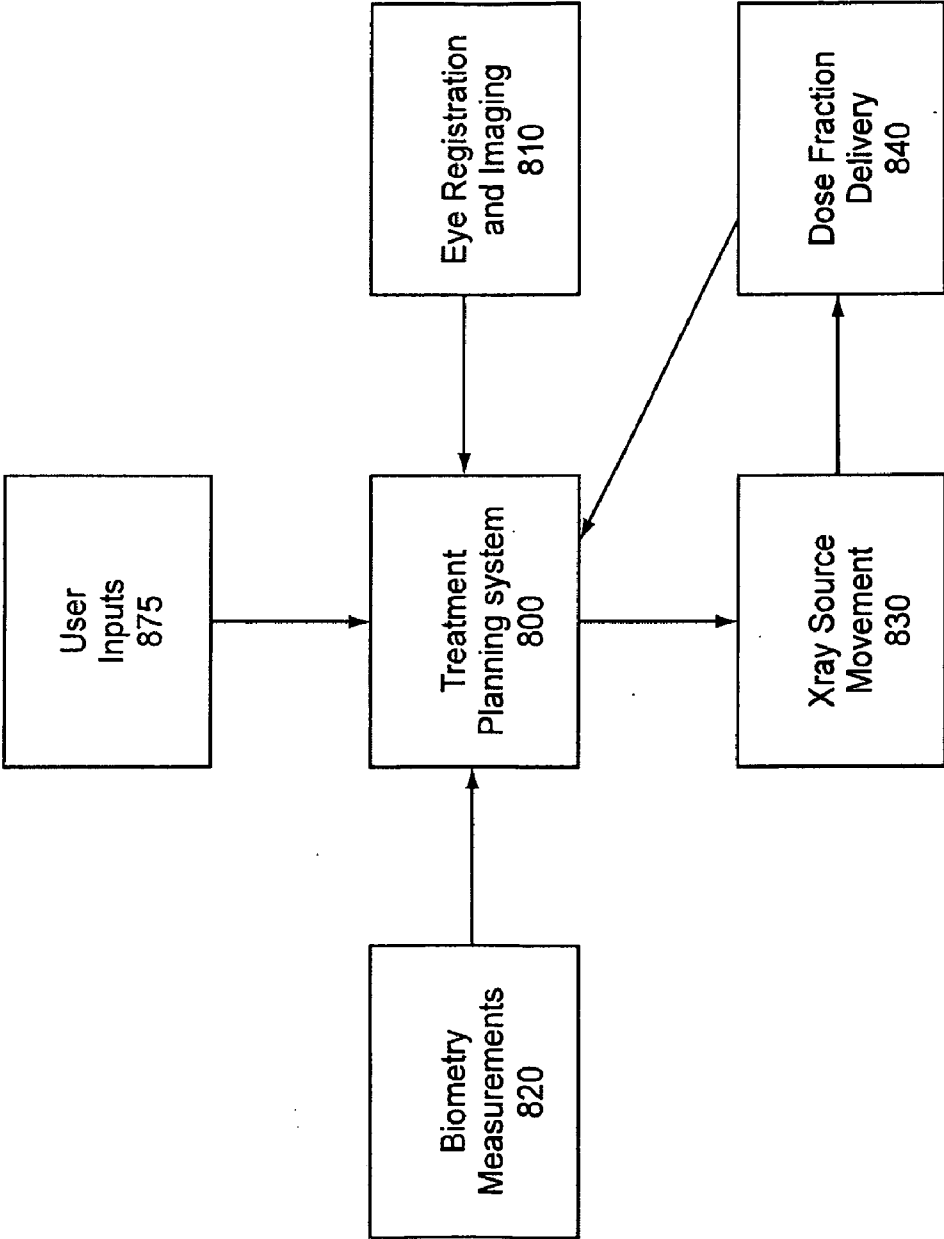 User
Inputs
875
Biometry
Measurements
820
Treatment
Planning system
800
Eye Registration
and Imaging
810
Xray Source
Movement
830
Dose Fraction
Delivery
840